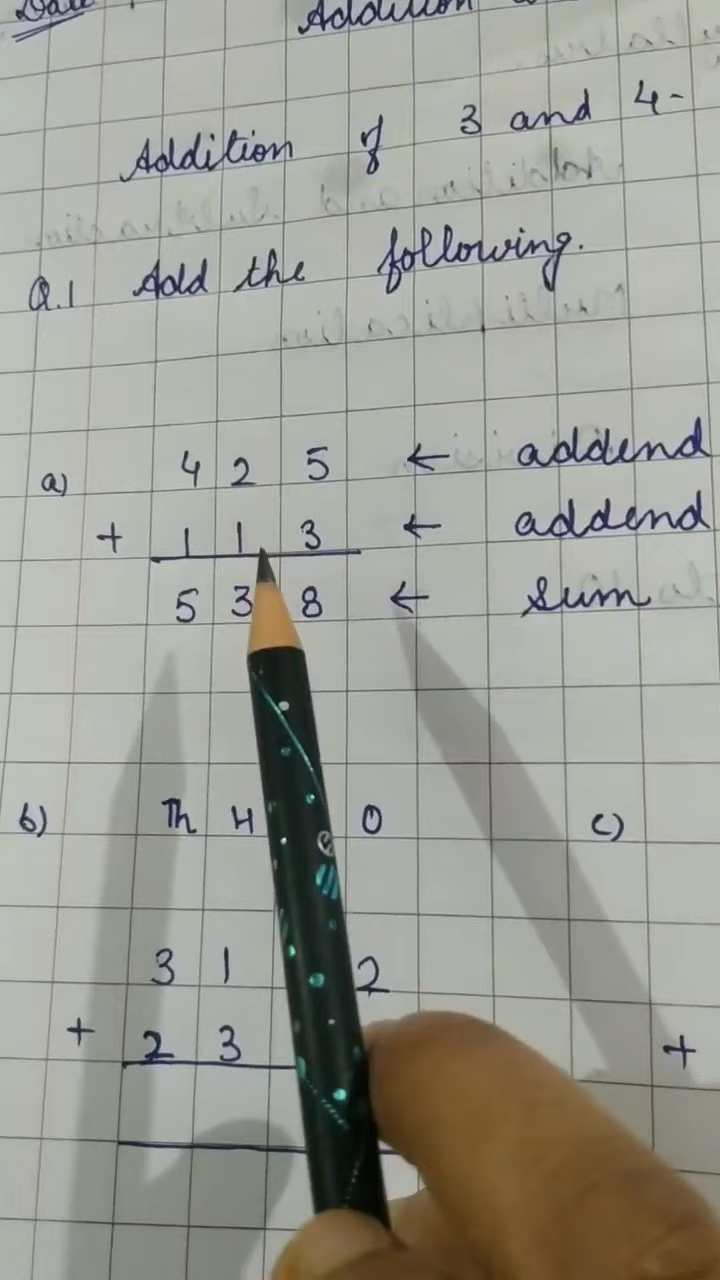 Date
Addition
Addition of 3 and 4-
Q.1 Add the following.
a) 4 2 5 ← addend
+ 1 1 3 ← addend
5 3 8 ← sum
b) Th H O c)
3 1 2
+ 2 3 +